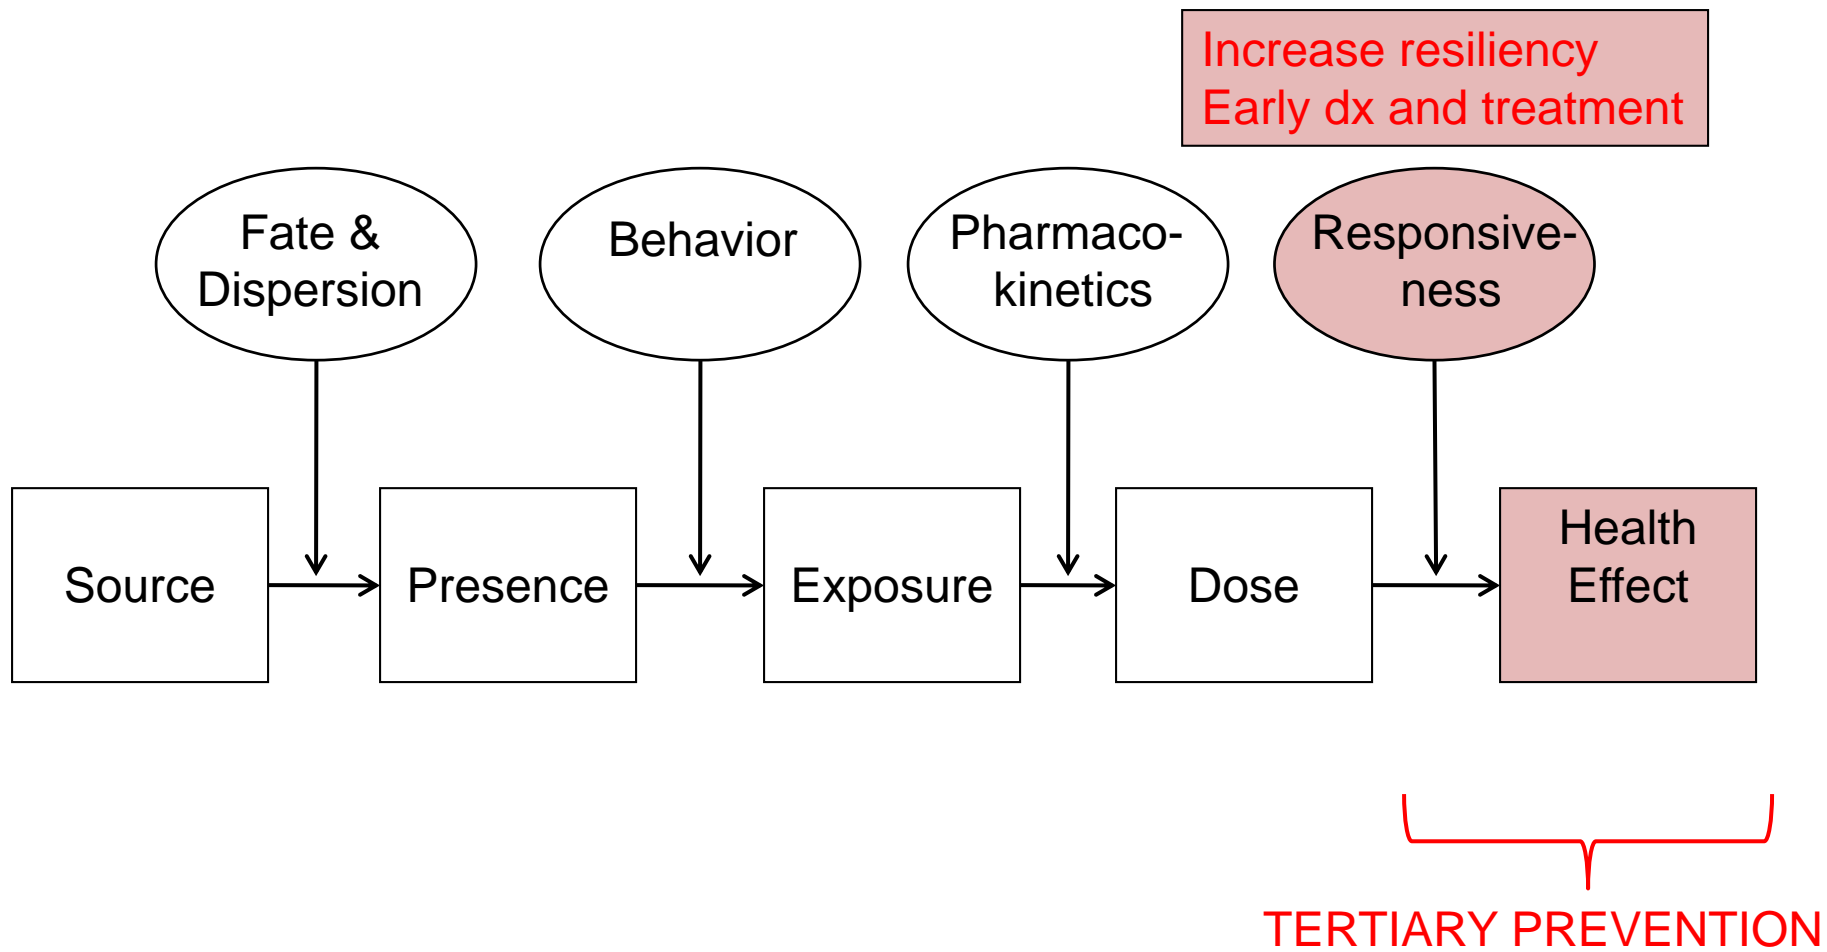 Increase resiliency
Early dx and treatment
Fate &
Dispersion
Behavior
Pharmaco-
kinetics
Responsive-
ness
Source
Presence
Exposure
Dose
Health
Effect
TERTIARY PREVENTION